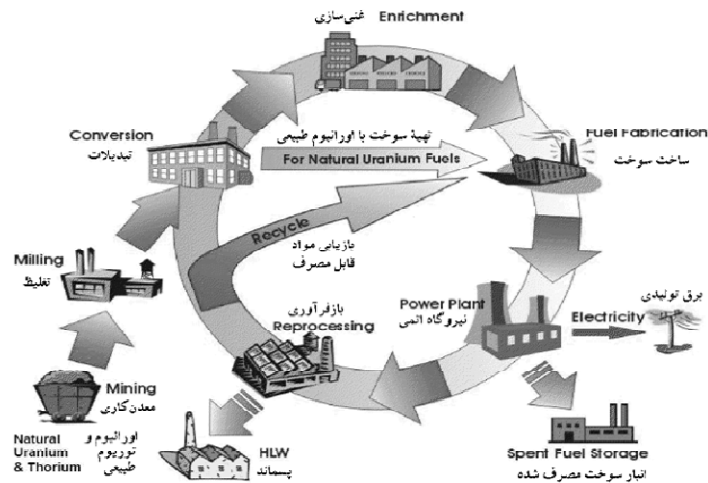 غنی‌سازی Enrichment
Conversion
تبدیلات
تهیهٔ سوخت با اورانیوم طبیعی
For Natural Uranium Fuels
Fuel Fabrication
ساخت سوخت
Recycle
بازیابی مواد
قابل مصرف
Milling
تغلیظ
بازفرآوری
Reprocessing
Power Plant
نیروگاه اتمی
Electricity
برق تولیدی
Mining
معدن‌کاری
Natural
Uranium
& Thorium
اورانیوم و
توریوم
طبیعی
HLW
پسماند
Spent Fuel Storage
انبار سوخت مصرف شده